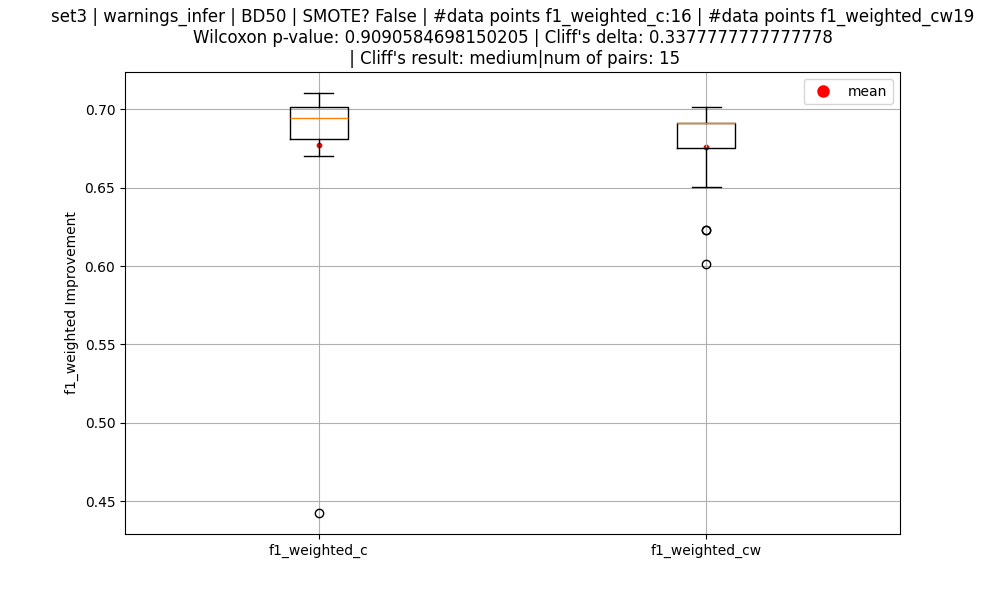 set3 | warnings_infer | BD50 | SMOTE? False | #data points f1_weighted_c:16 | #data points f1_weighted_cw19
Wilcoxon p-value: 0.9090584698150205 | Cliff's delta: 0.3377777777777778
| Cliff's result: medium|num of pairs: 15
mean
0.70
0.65
0.60
0.55
0.50
0.45
f1_weighted Improvement
f1_weighted_c
f1_weighted_cw